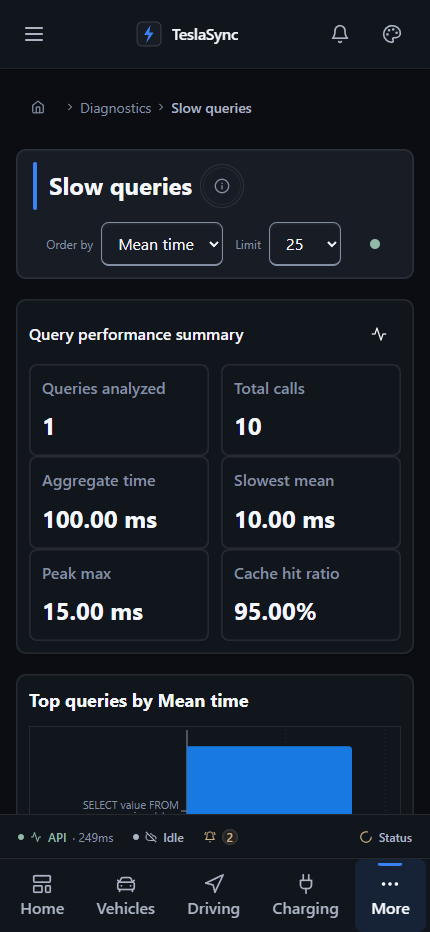 TeslaSync
Diagnostics
Slow queries
Slow queries
Order by
Mean time
Limit
25
Query performance summary
Queries analyzed
1
Total calls
10
Aggregate time
100.00 ms
Slowest mean
10.00 ms
Peak max
15.00 ms
Cache hit ratio
95.00%
Top queries by Mean time
SELECT value FROM
API · 249ms
Idle
2
Status
Home
Vehicles
Driving
Charging
More